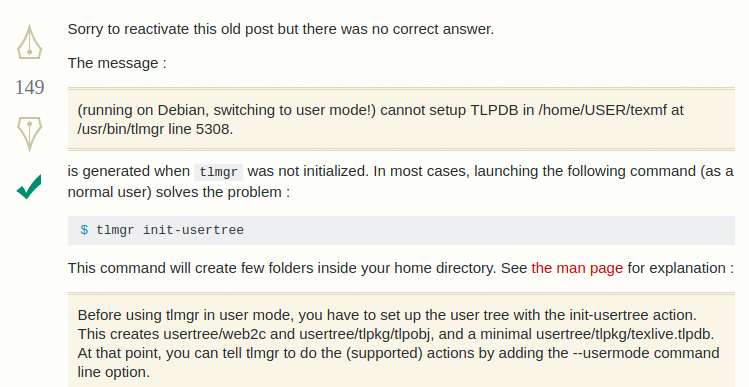 Sorry to reactivate this old post but there was no correct answer.
The message :
149
(running on Debian, switching to user mode!) cannot setup TLPDB in /home/USER/texmf at
/usr/bin/tlmgr line 5308.
is generated when tlmgr was not initialized. In most cases, launching the following command (as a
normal user) solves the problem :
$ tlmgr init-usertree
This command will create few folders inside your home directory. See the man page for explanation :
Before using tlmgr in user mode, you have to set up the user tree with the init-usertree action.
This creates usertree/web2c and usertree/tlpkg/tlpobj, and a minimal usertree/tlpkg/texlive.tlpdb.
At that point, you can tell tlmgr to do the (supported) actions by adding the --usermode command
line option.